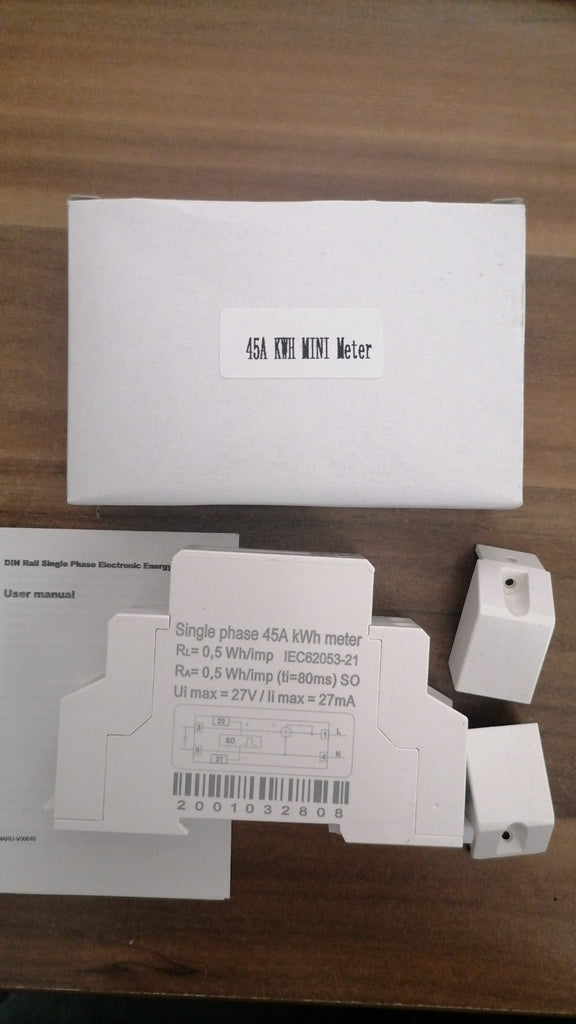 45A KWH MINI Meter
DIN Rail Single Phase Electronic Energy
User manual
Single phase 45A kWh meter
RL= 0,5 Wh/imp IEC62053-21
RA= 0,5 Wh/imp (ti=80ms) SO
Ui max = 27V / Ii max = 27mA
20
3
SO
1
L
6
4
N
21
2001032808